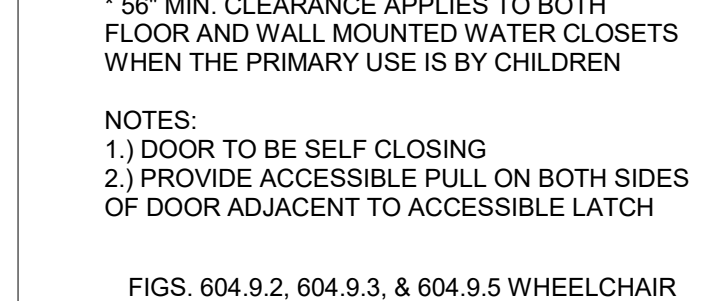 * 56" MIN. CLEARANCE APPLIES TO BOTH
FLOOR AND WALL MOUNTED WATER CLOSETS
WHEN THE PRIMARY USE IS BY CHILDREN
NOTES:
1.) DOOR TO BE SELF CLOSING
2.) PROVIDE ACCESSIBLE PULL ON BOTH SIDES
OF DOOR ADJACENT TO ACCESSIBLE LATCH
FIGS. 604.9.2, 604.9.3, & 604.9.5 WHEELCHAIR